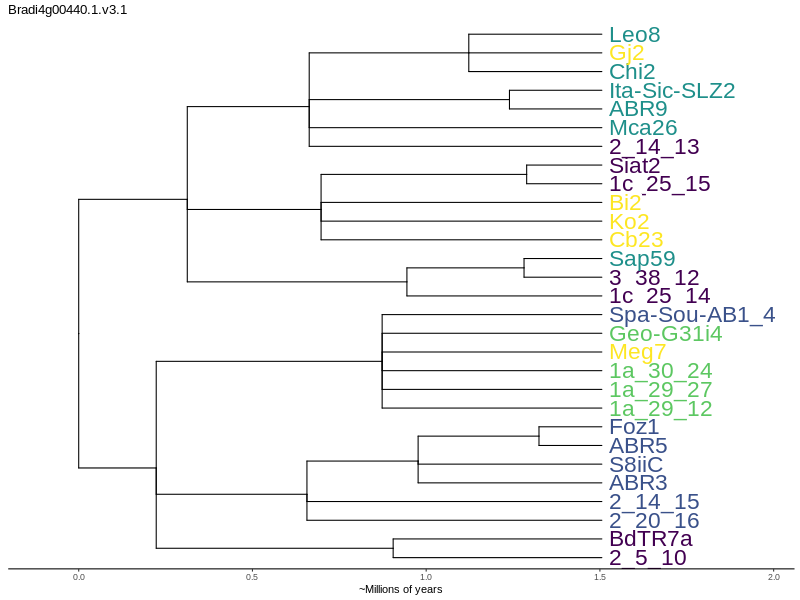 Bradi4g00440.1.v3.1
Leo8
Gj2
Chi2
Ita-Sic-SLZ2
ABR9
Mca26
2_14_13
Siat2
1c_25_15
Bi2
Ko2
Cb23
Sap59
3_38_12
1c_25_14
Spa-Sou-AB1_4
Geo-G31i4
Meg7
1a_30_24
1a_29_27
1a_29_12
Foz1
ABR5
S8iiC
ABR3
2_14_15
2_20_16
BdTR7a
2_5_10
0.0 0.5 1.0 1.5 2.0
~Millions of years